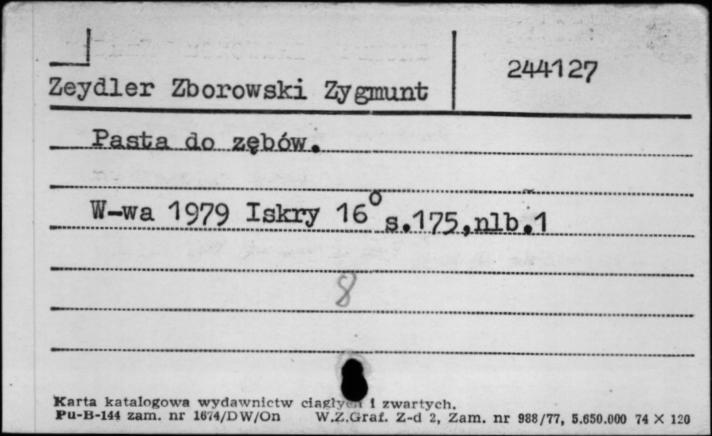 244127
Zeydler Zborowski Zygmunt
Pasta do zębów.
W-wa 1979 Iskry 16° s.175,nlb.1
8
Karta katalogowa wydawnictw ciągłych i zwartych.
Pu-B-144 zam. nr 1674/DW/On W.Z.Graf. Z-d 2, Zam. nr 988/77, 5.650.000 74 X 120